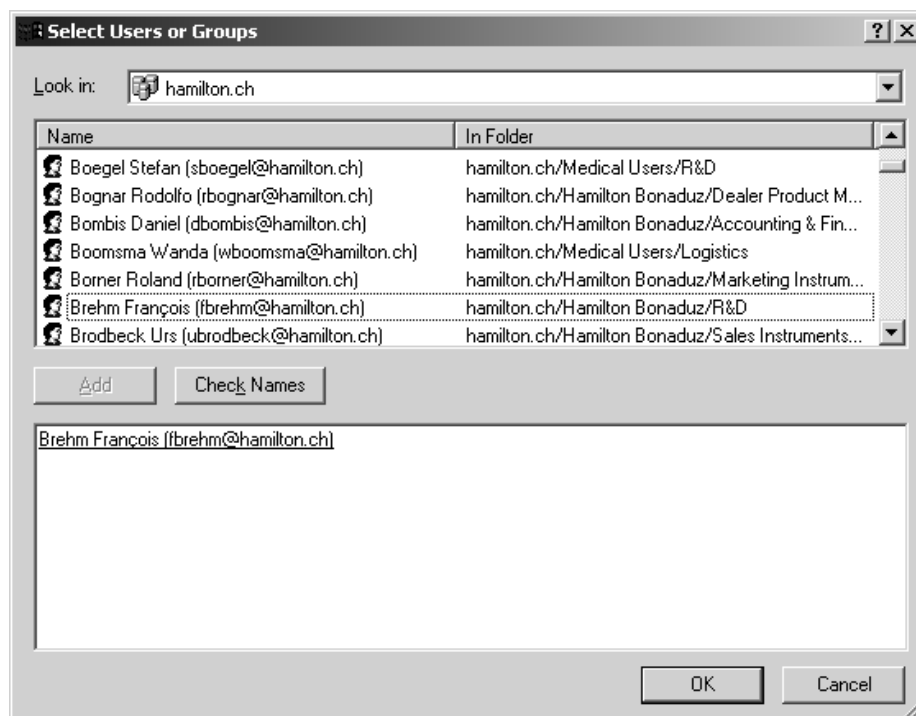 Select Users or Groups
Look in: hamilton.ch
Name In Folder
Boegel Stefan (sboegel@hamilton.ch) hamilton.ch/Medical Users/R&D
Bognar Rodolfo (rbognar@hamilton.ch) hamilton.ch/Hamilton Bonaduz/Dealer Product M...
Bombis Daniel (dbombis@hamilton.ch) hamilton.ch/Hamilton Bonaduz/Accounting & Fin...
Boomsma Wanda (wboomsma@hamilton.ch) hamilton.ch/Medical Users/Logistics
Borner Roland (rborner@hamilton.ch) hamilton.ch/Hamilton Bonaduz/Marketing Instrum...
Brehm François (fbrehm@hamilton.ch) hamilton.ch/Hamilton Bonaduz/R&D
Brodbeck Urs (ubrodbeck@hamilton.ch) hamilton.ch/Hamilton Bonaduz/Sales Instruments...
Add Check Names
Brehm François (fbrehm@hamilton.ch)
OK Cancel